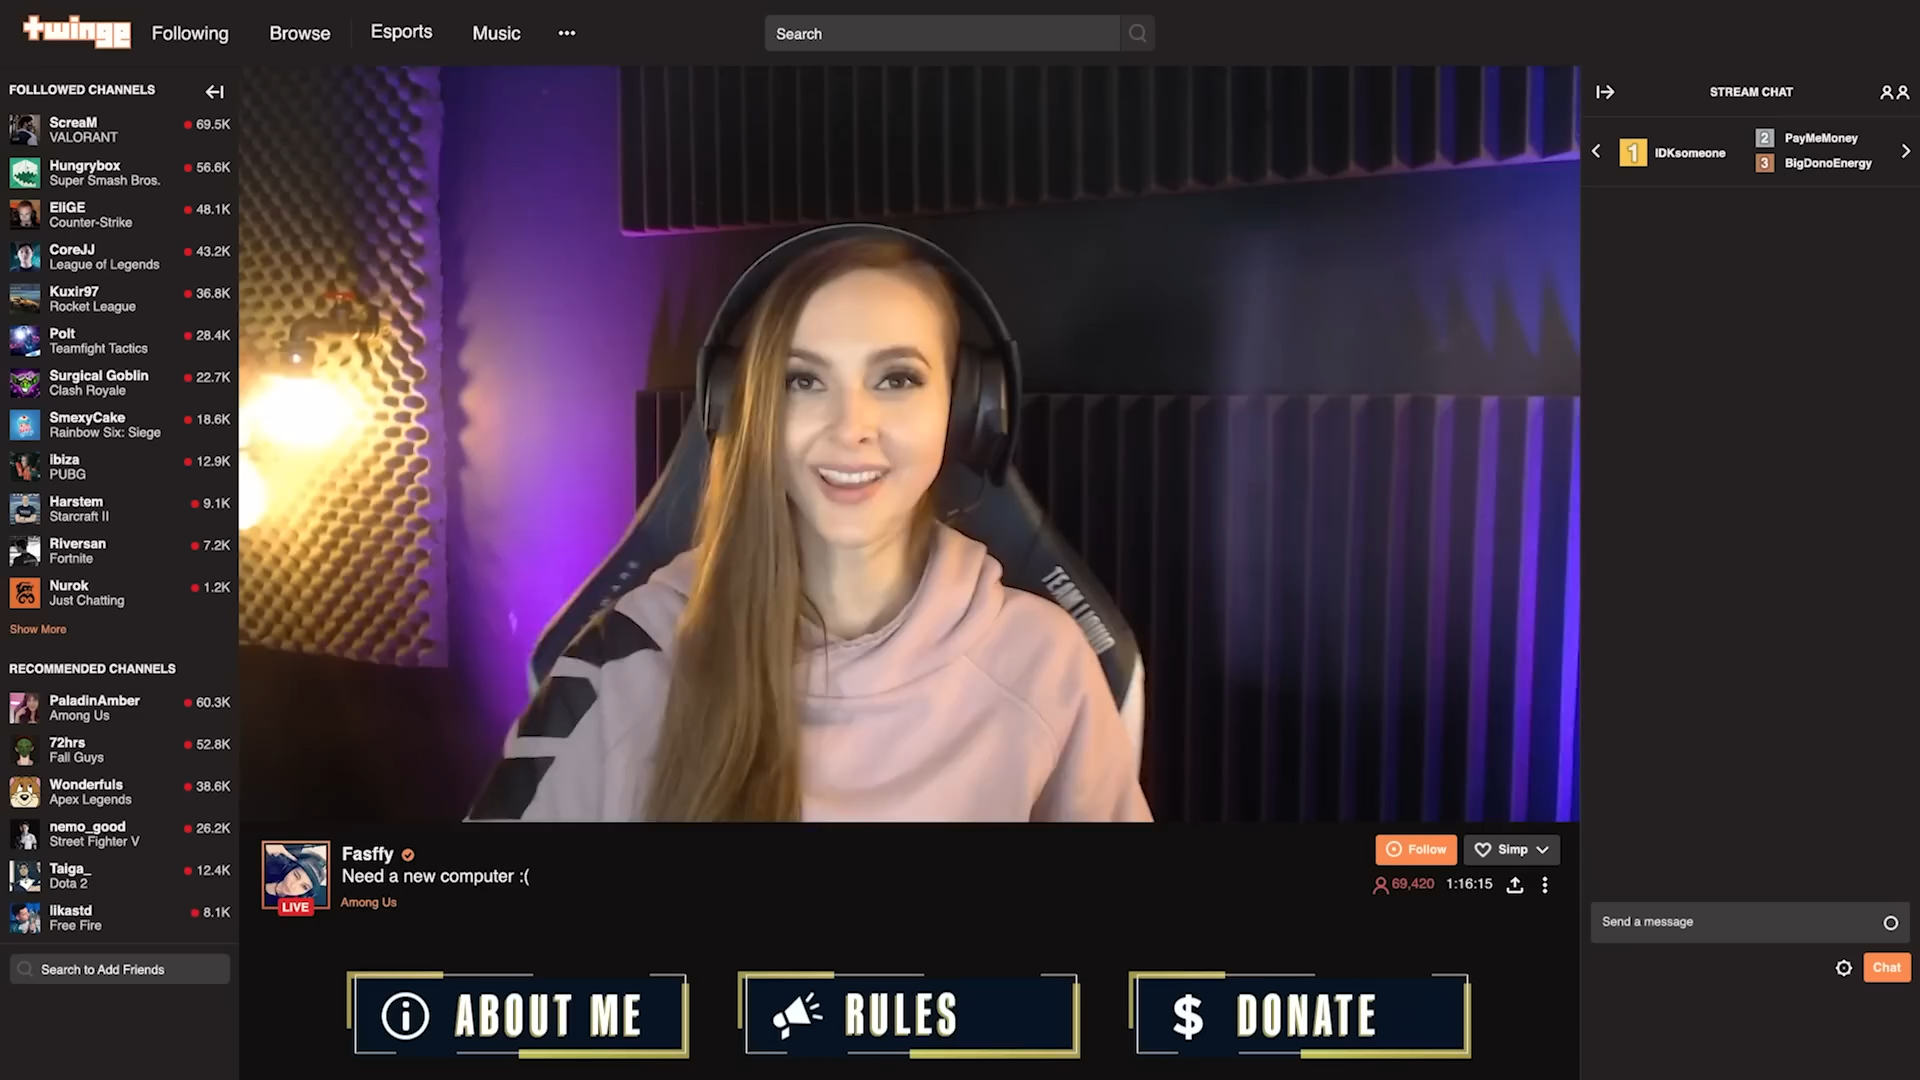 twinge
Following
Browse
Esports
Music
Search
FOLLLOWED CHANNELS
ScreaM
VALORANT
69.5K
Hungrybox
Super Smash Bros.
56.6K
EliGE
Counter-Strike
48.1K
CoreJJ
League of Legends
43.2K
Kuxir97
Rocket League
36.8K
Polt
Teamfight Tactics
28.4K
Surgical Goblin
Clash Royale
22.7K
SmexyCake
Rainbow Six: Siege
18.6K
ibiza
PUBG
12.9K
Harstem
Starcraft II
9.1K
Riversan
Fortnite
7.2K
Nurok
Just Chatting
1.2K
Show More
RECOMMENDED CHANNELS
PaladinAmber
Among Us
60.3K
72hrs
Fall Guys
52.8K
Wonderfuls
Apex Legends
38.6K
nemo_good
Street Fighter V
26.2K
Taiga_
Dota 2
12.4K
likastd
Free Fire
8.1K
Search to Add Friends
LIVE
Fasffy
Need a new computer :(
Among Us
Follow
Simp
69,420
1:16:15
ABOUT ME
RULES
$ DONATE
STREAM CHAT
1 IDKsomeone
2 PayMeMoney
3 BigDonoEnergy
Send a message
Chat